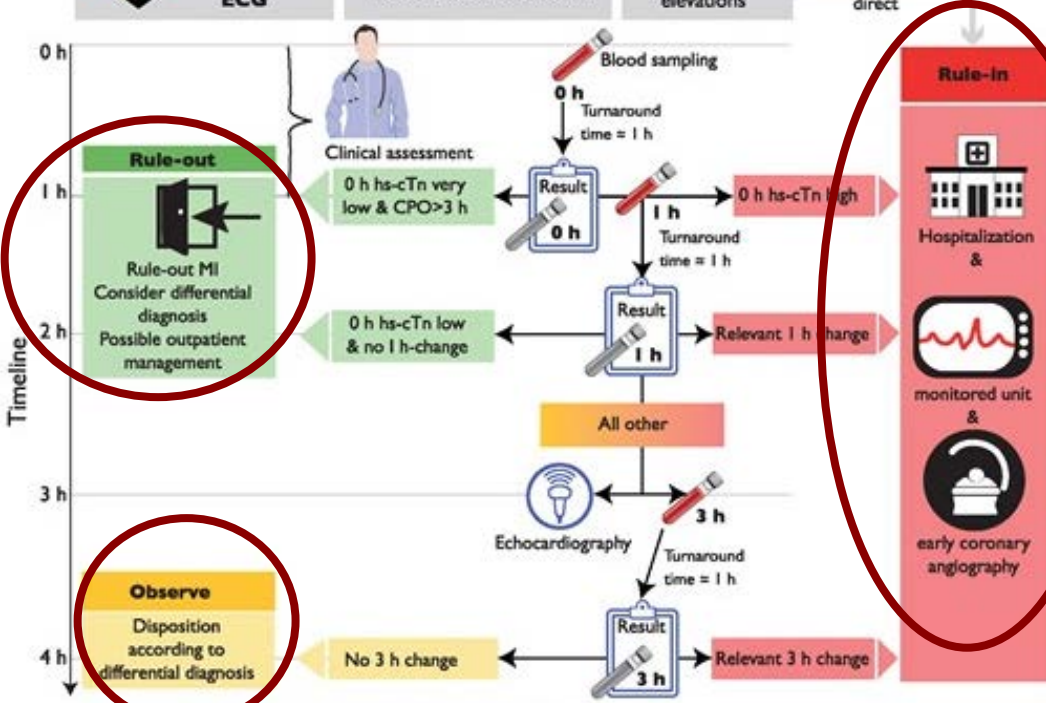 ECG
elevations
direct
0 h
Blood sampling
0 h
Turnaround
time = 1 h
Clinical assessment
Rule-out
Rule-out MI
Consider differential
diagnosis
Possible outpatient
management
Timeline
1 h
0 h hs-cTn very
low & CPO>3 h
Result
0 h
1 h
0 h hs-cTn high
Turnaround
time = 1 h
2 h
0 h hs-cTn low
& no 1 h-change
Result
1 h
Relevant 1 h change
All other
3 h
Echocardiography
3 h
Turnaround
time = 1 h
Observe
Disposition
according to
differential diagnosis
4 h
No 3 h change
Result
3 h
Relevant 3 h change
Rule-in
Hospitalization
&
monitored unit
&
early coronary
angiography